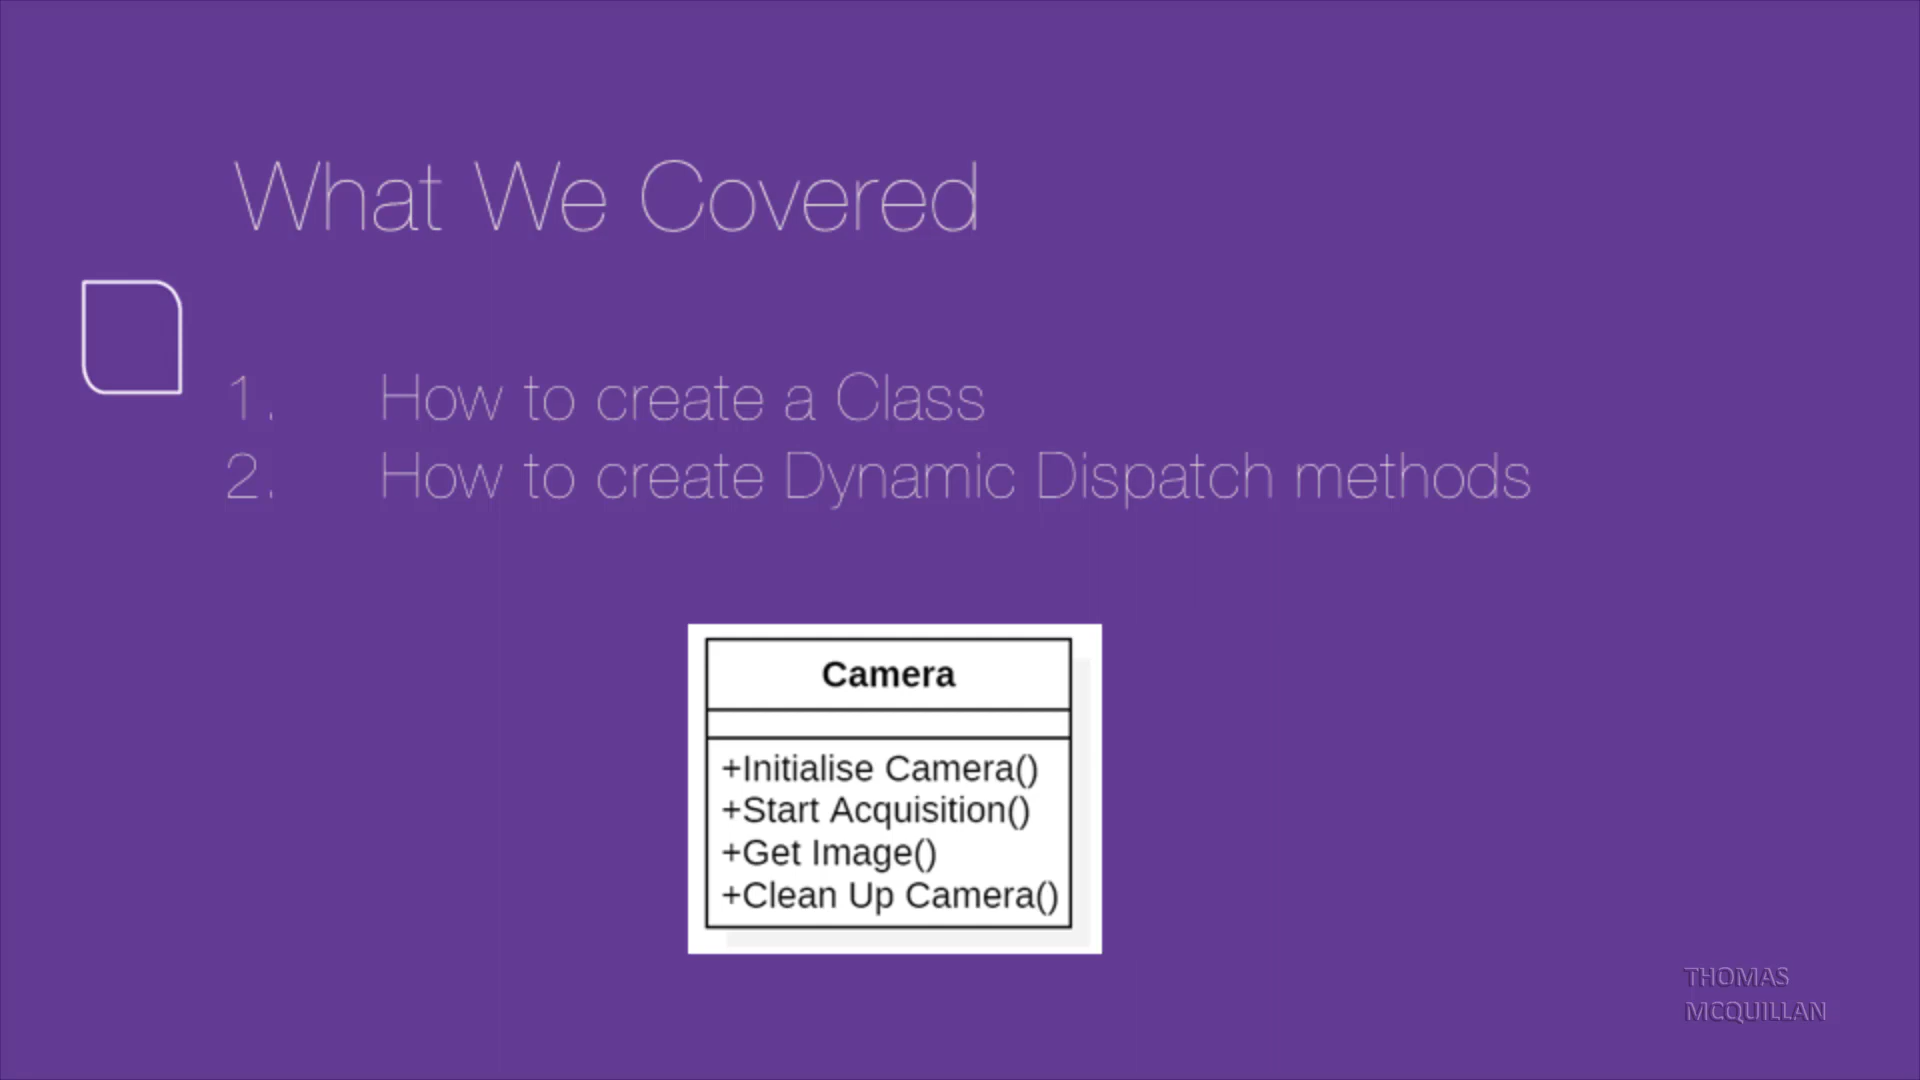 What We Covered
1. How to create a Class
2. How to create Dynamic Dispatch methods
Camera
+Initialise Camera()
+Start Acquisition()
+Get Image()
+Clean Up Camera()
THOMAS
MCQUILLAN